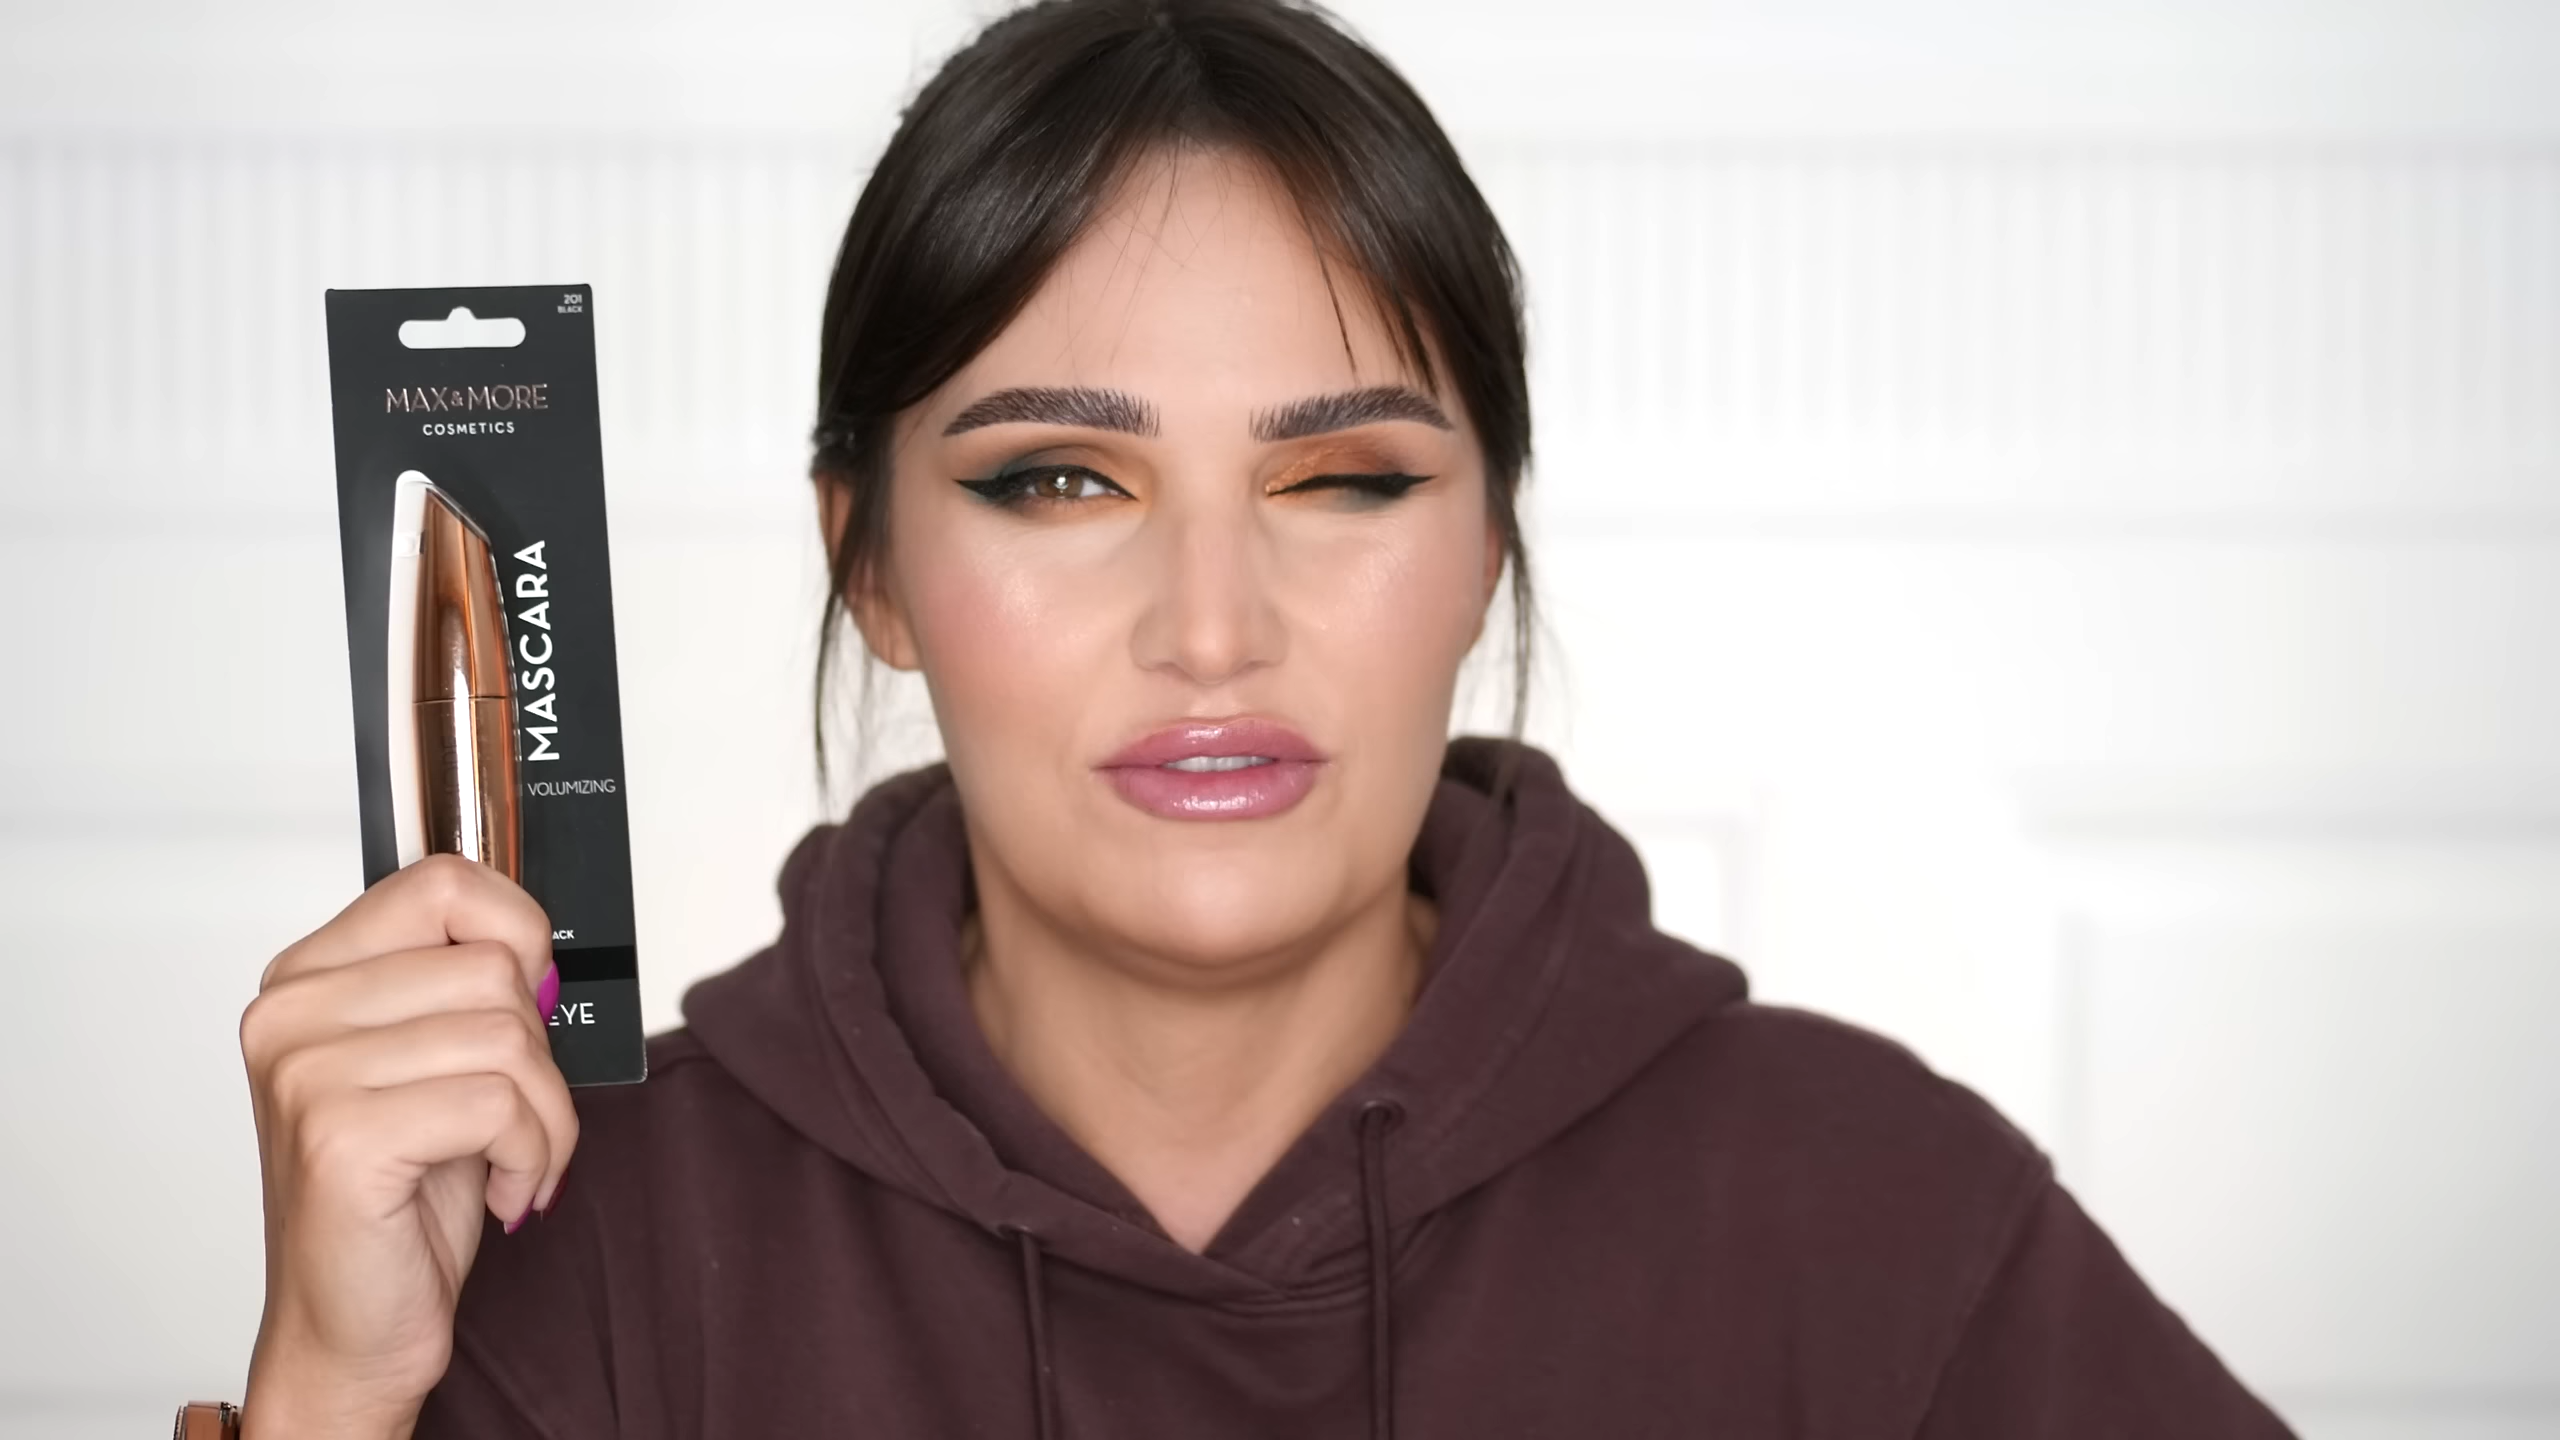 201
BLACK
MAX & MORE
COSMETICS
MASCARA
VOLUMIZING
ACK
EYE